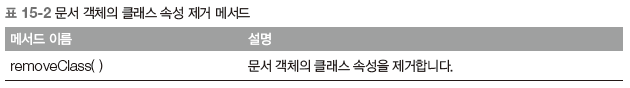 표 15-2 문서 객체의 클래스 속성 제거 메서드
메서드 이름 설명
removeClass( ) 문서 객체의 클래스 속성을 제거합니다.